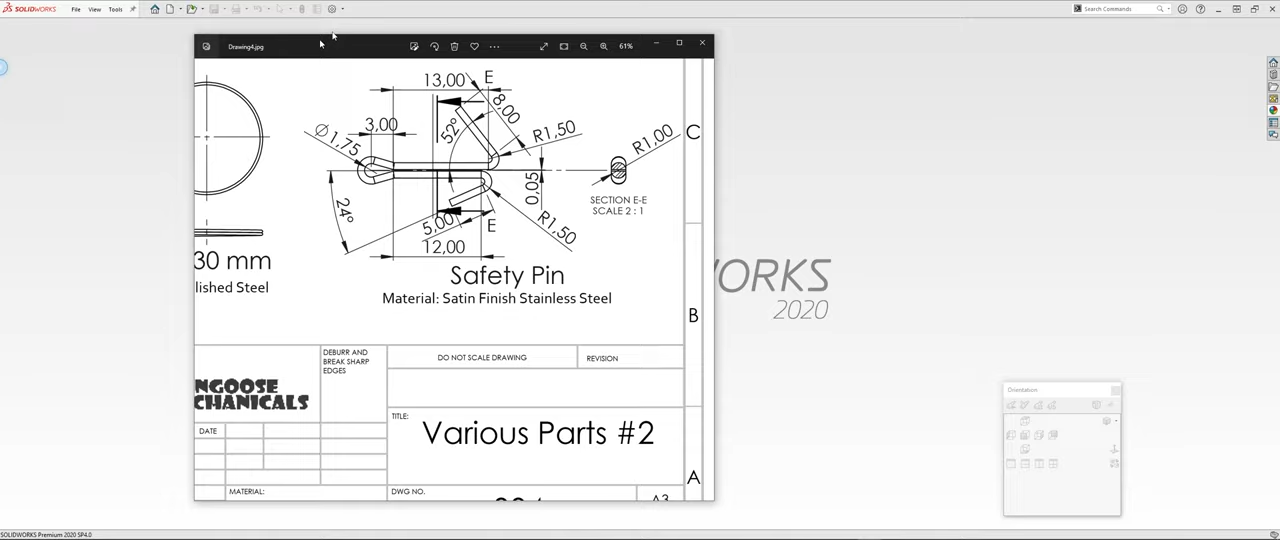 SOLIDWORKS
File View Tools
Search Commands
Drawing4.jpg
61%
13,00
E
8,00
3,00
Ø1,75
52°
R1,50
R1,00
C
0,05
24°
5,00
E
R1,50
12,00
SECTION E-E
SCALE 2 : 1
30 mm
lished Steel
Safety Pin
Material: Satin Finish Stainless Steel
WORKS
2020
B
DEBURR AND
BREAK SHARP
EDGES
DO NOT SCALE DRAWING
REVISION
NGOOSE
CHANICALS
TITLE:
Various Parts #2
DATE
A
MATERIAL:
DWG NO.
A3
Orientation
SOLIDWORKS Premium 2020 SP4.0